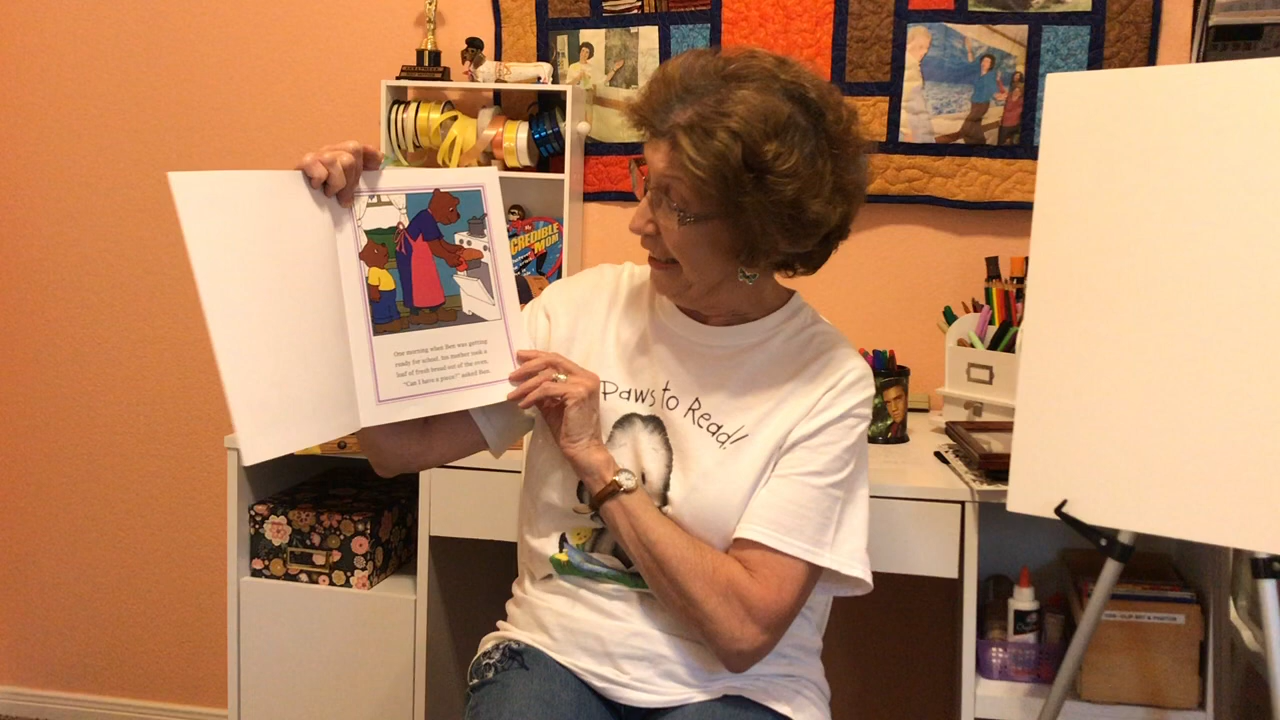 CREDIBLE
MOM
One morning when Ben was getting
ready for school, his mother took a
loaf of fresh bread out of the oven.
"Can I have a piece?" asked Ben.
Paws to Read!